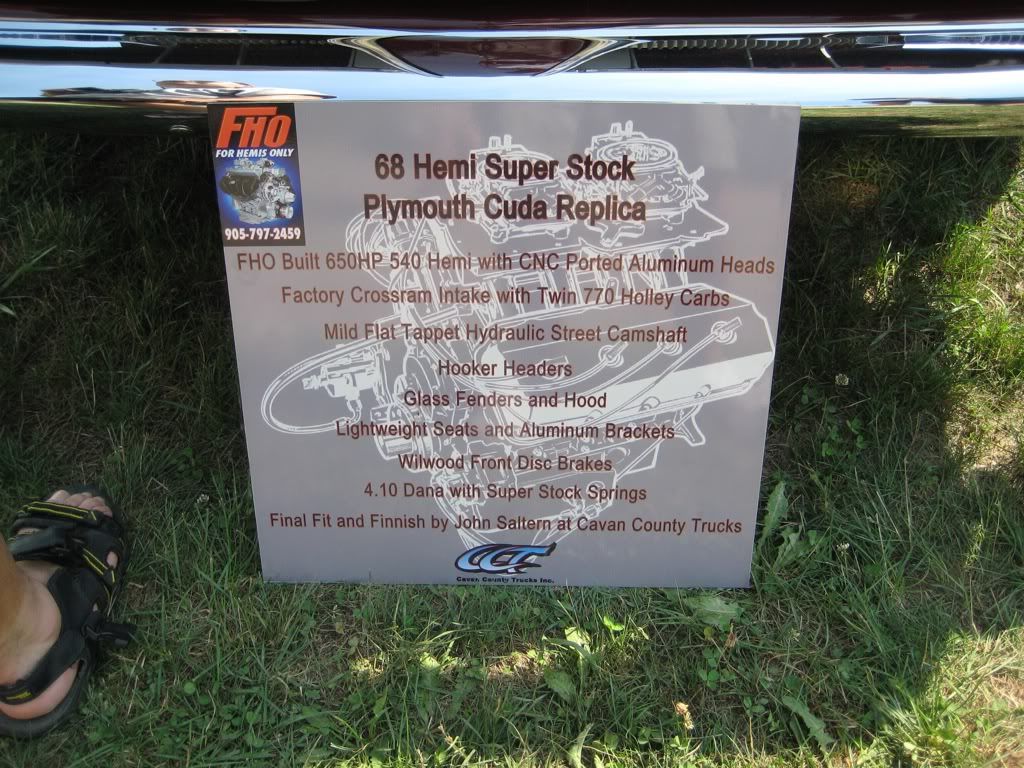 FHO
FOR HEMIS ONLY
905-797-2459
68 Hemi Super Stock
Plymouth Cuda Replica
FHO Built 650HP 540 Hemi with CNC Ported Aluminum Heads
Factory Crossram Intake with Twin 770 Holley Carbs
Mild Flat Tappet Hydraulic Street Camshaft
Hooker Headers
Glass Fenders and Hood
Lightweight Seats and Aluminum Brackets
Wilwood Front Disc Brakes
4.10 Dana with Super Stock Springs
Final Fit and Finnish by John Saltern at Cavan County Trucks
CCT
Cavan County Trucks Inc.